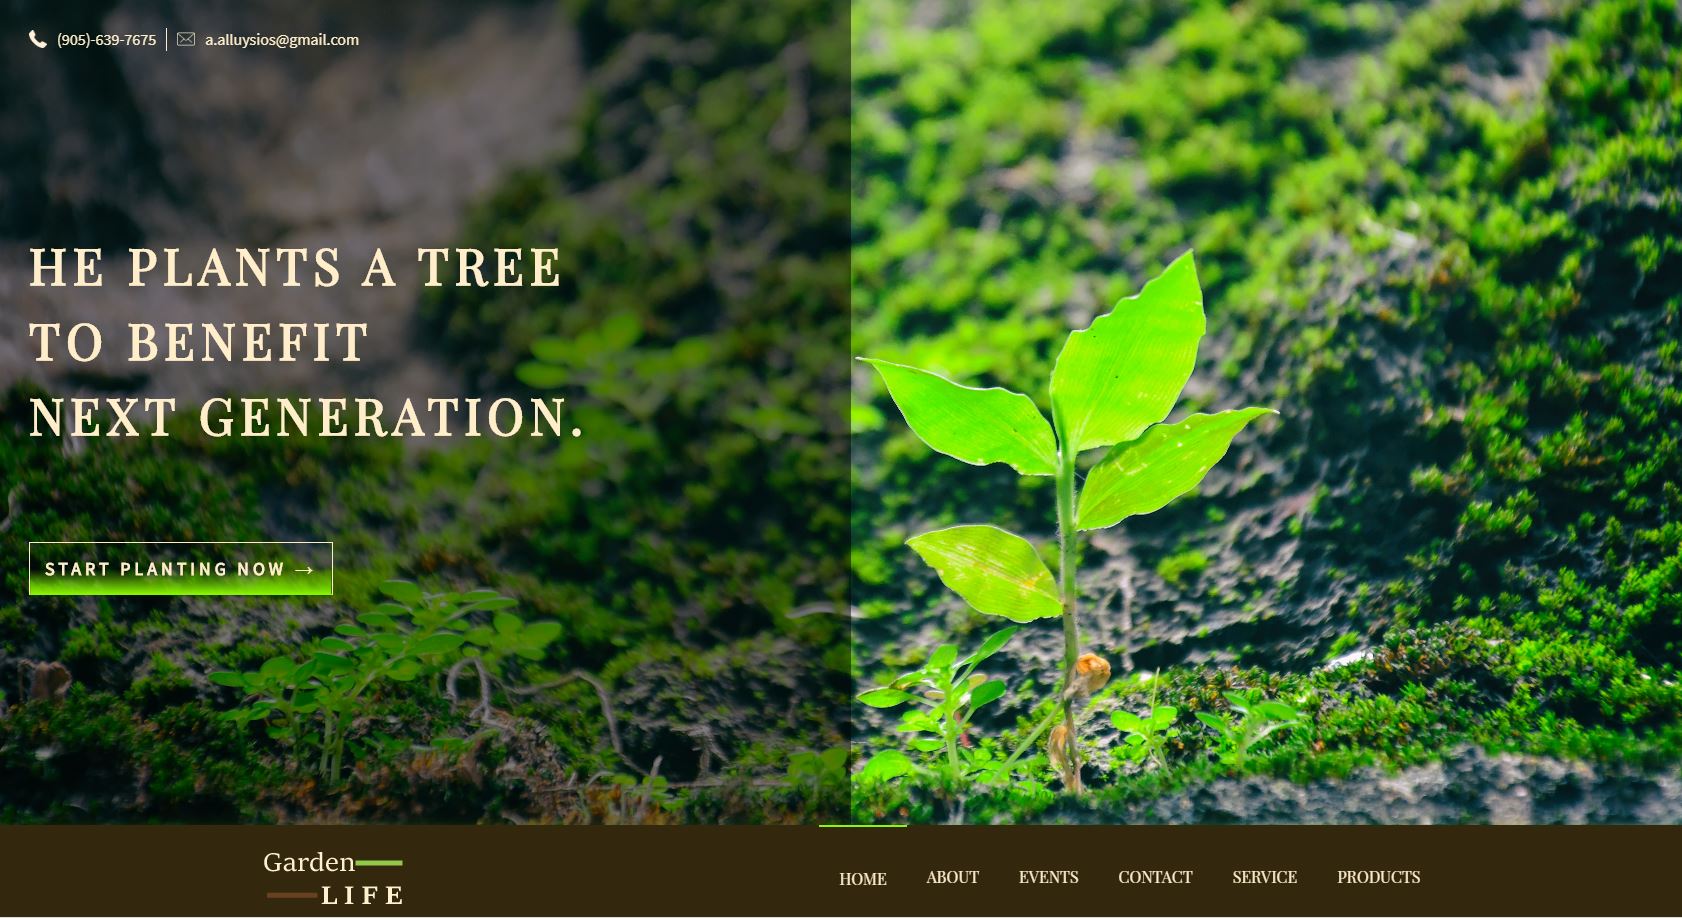 (905)-639-7675 a.alluysios@gmail.com
HE PLANTS A TREE
TO BENEFIT
NEXT GENERATION.
START PLANTING NOW →
Garden
LIFE
HOME ABOUT EVENTS CONTACT SERVICE PRODUCTS